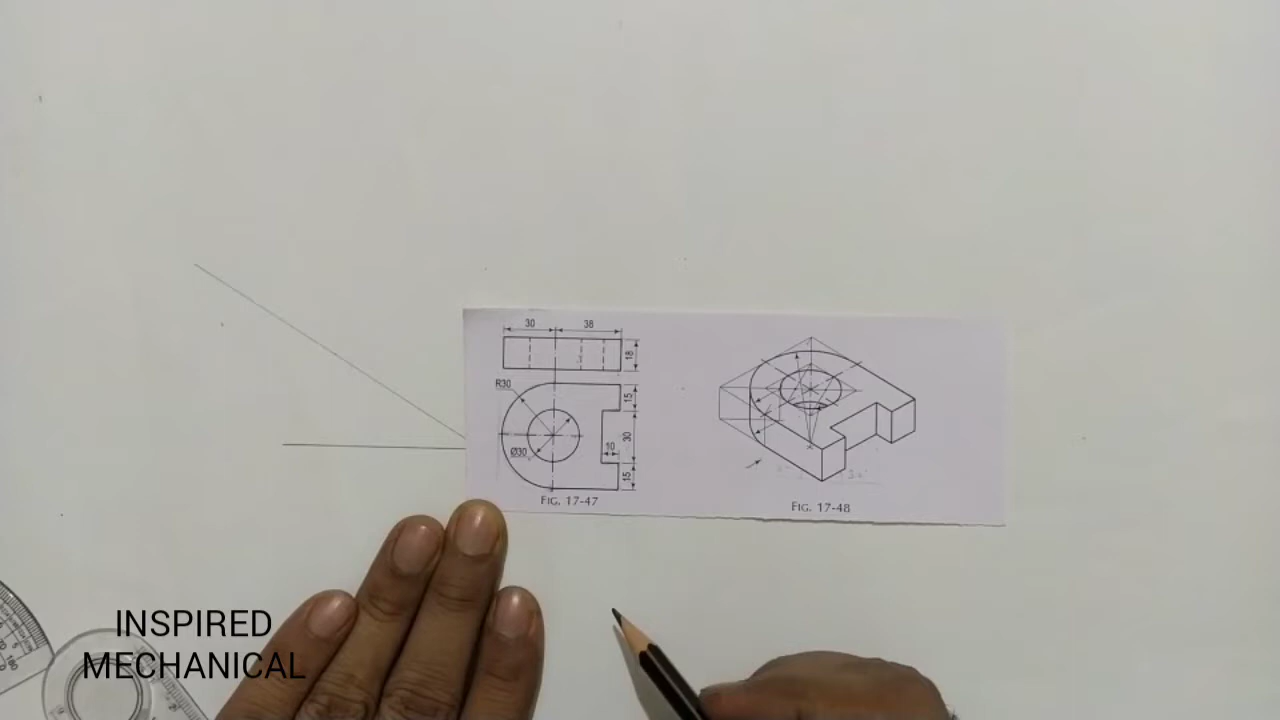 30
38
18
R30
15
30
10
Ø30
15
FIG. 17-47
FIG. 17-48
INSPIRED
MECHANICAL